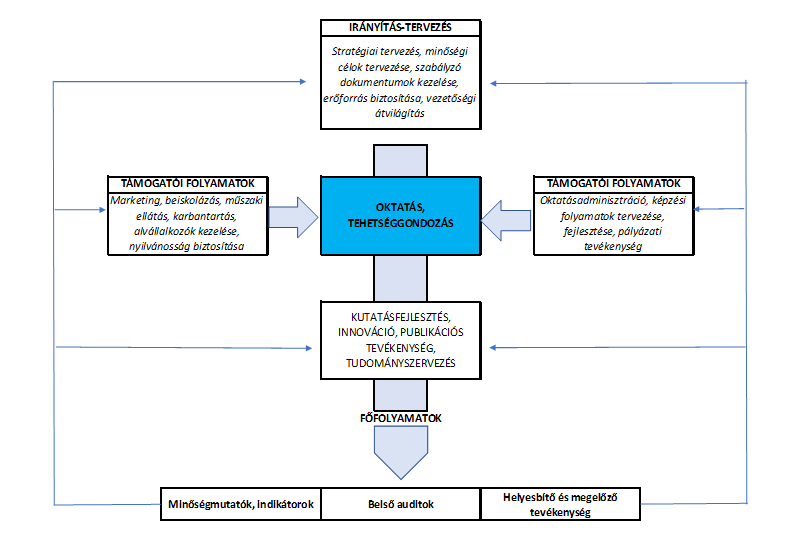 IRÁNYÍTÁS-TERVEZÉS
Stratégiai tervezés, minőségi
célok tervezése, szabályzó
dokumentumok kezelése,
erőforrás biztosítása, vezetőségi
átvilágítás
TÁMOGATÓI FOLYAMATOK
Marketing, beiskolázás, műszaki
ellátás, karbantartás,
alvállalkozók kezelése,
nyilvánosság biztosítása
OKTATÁS,
TEHETSÉGGONDOZÁS
TÁMOGATÓI FOLYAMATOK
Oktatásadminisztráció, képzési
folyamatok tervezése,
fejlesztése, pályázati
tevékenység
KUTATÁSFEJLESZTÉS,
INNOVÁCIÓ, PUBLIKÁCIÓS
TEVÉKENYSÉG,
TUDOMÁNYSZERVEZÉS
FŐFOLYAMATOK
Minőségmutatók, indikátorok
Belső auditok
Helyesbítő és megelőző
tevékenység